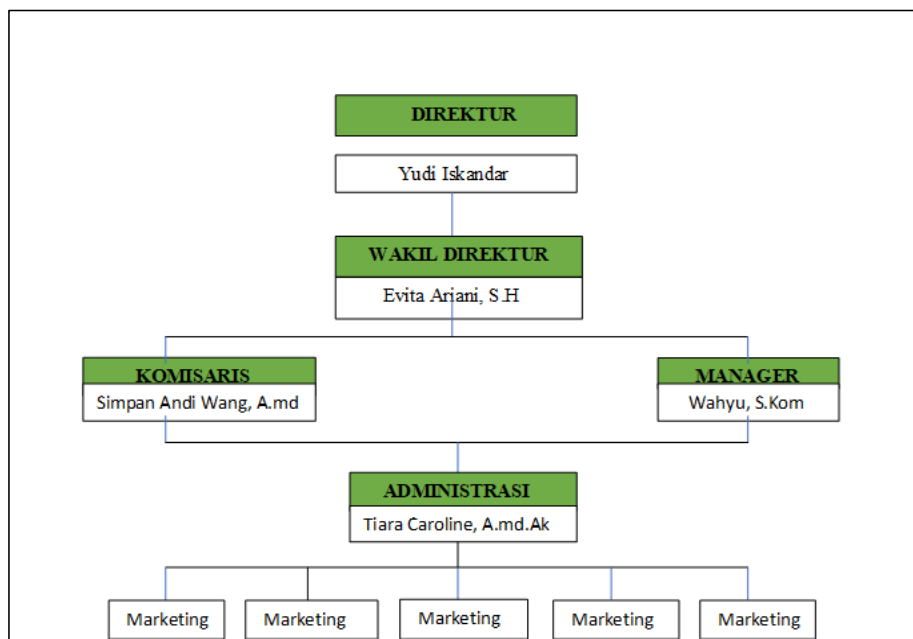 DIREKTUR
Yudi Iskandar
WAKIL DIREKTUR
Evita Ariani, S.H
KOMISARIS
Simpan Andi Wang, A.md
MANAGER
Wahyu, S.Kom
ADMINISTRASI
Tiara Caroline, A.md.Ak
Marketing
Marketing
Marketing
Marketing
Marketing